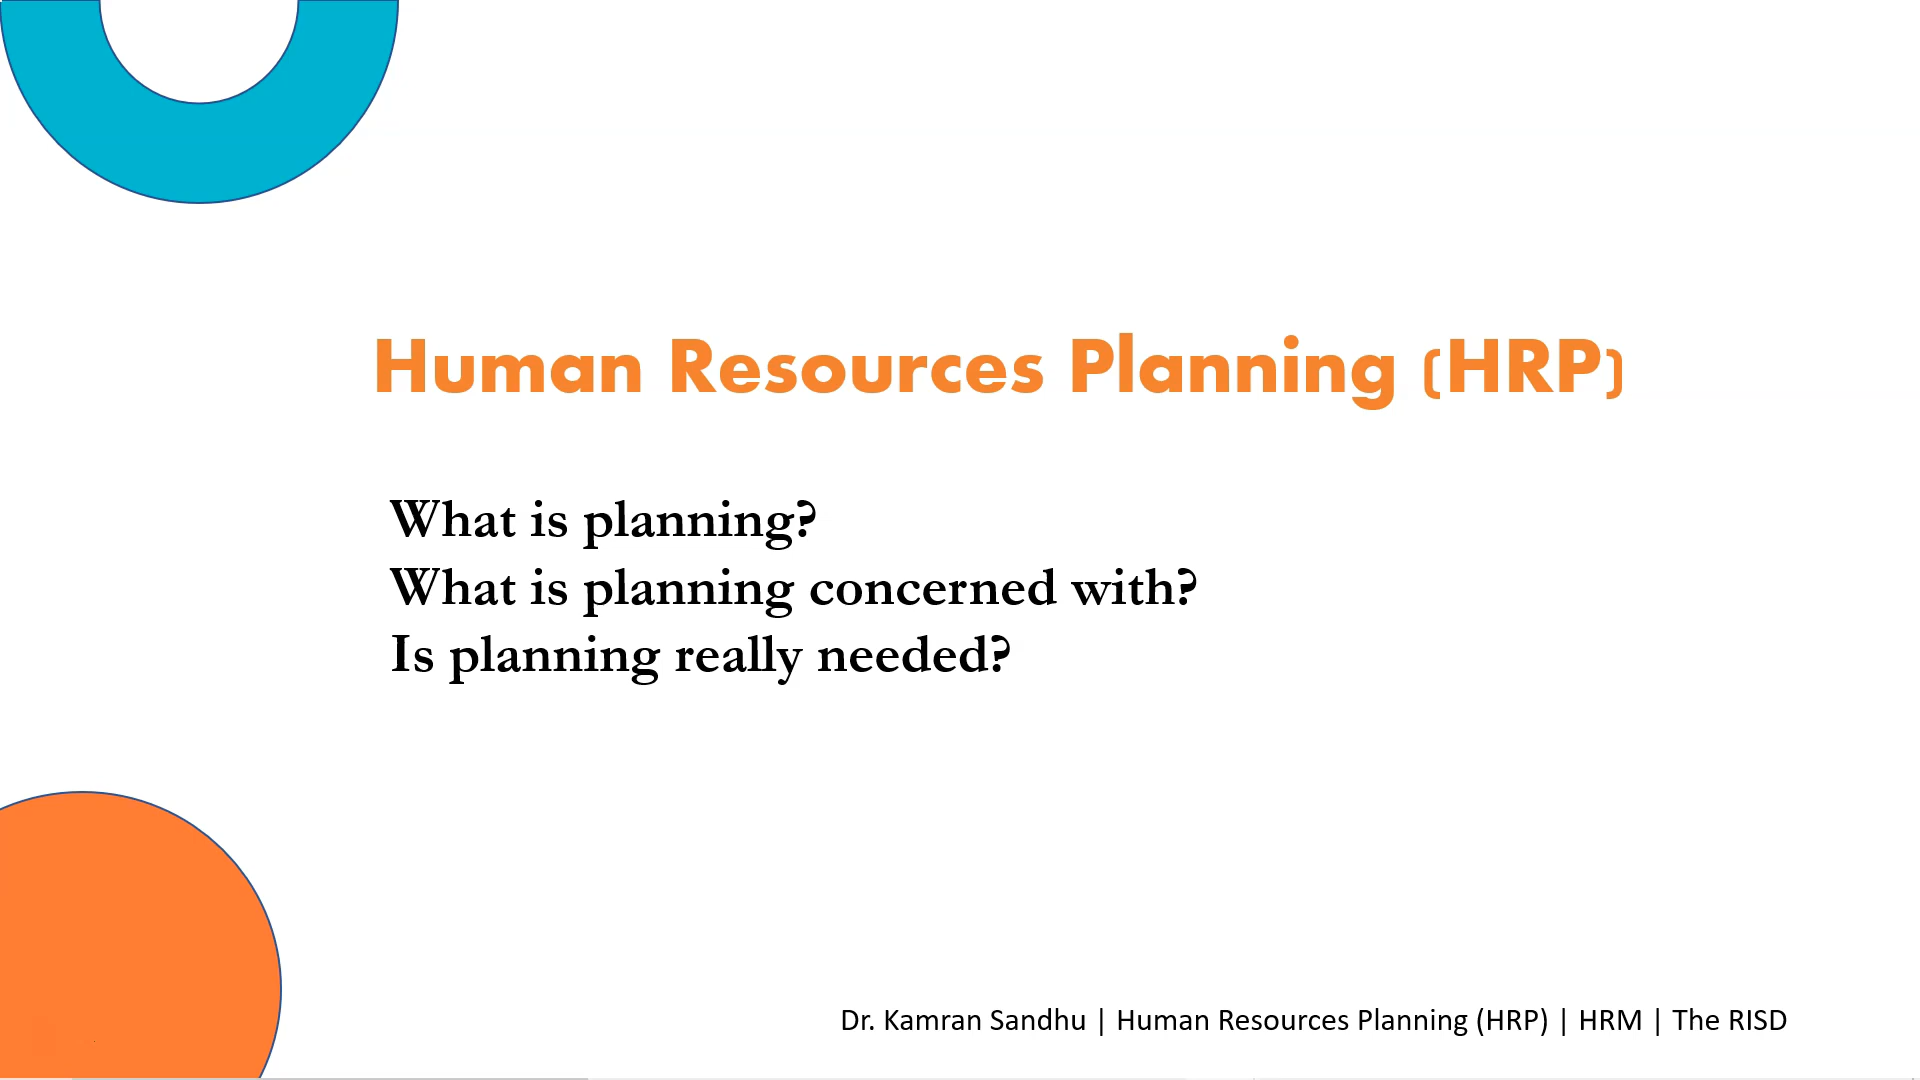 Human Resources Planning (HRP)
What is planning?
What is planning concerned with?
Is planning really needed?
Dr. Kamran Sandhu | Human Resources Planning (HRP) | HRM | The RISD